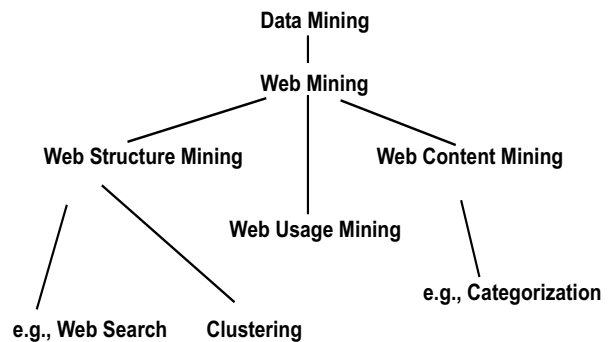 Data Mining
Web Mining
Web Structure Mining
Web Content Mining
Web Usage Mining
e.g., Categorization
e.g., Web Search
Clustering